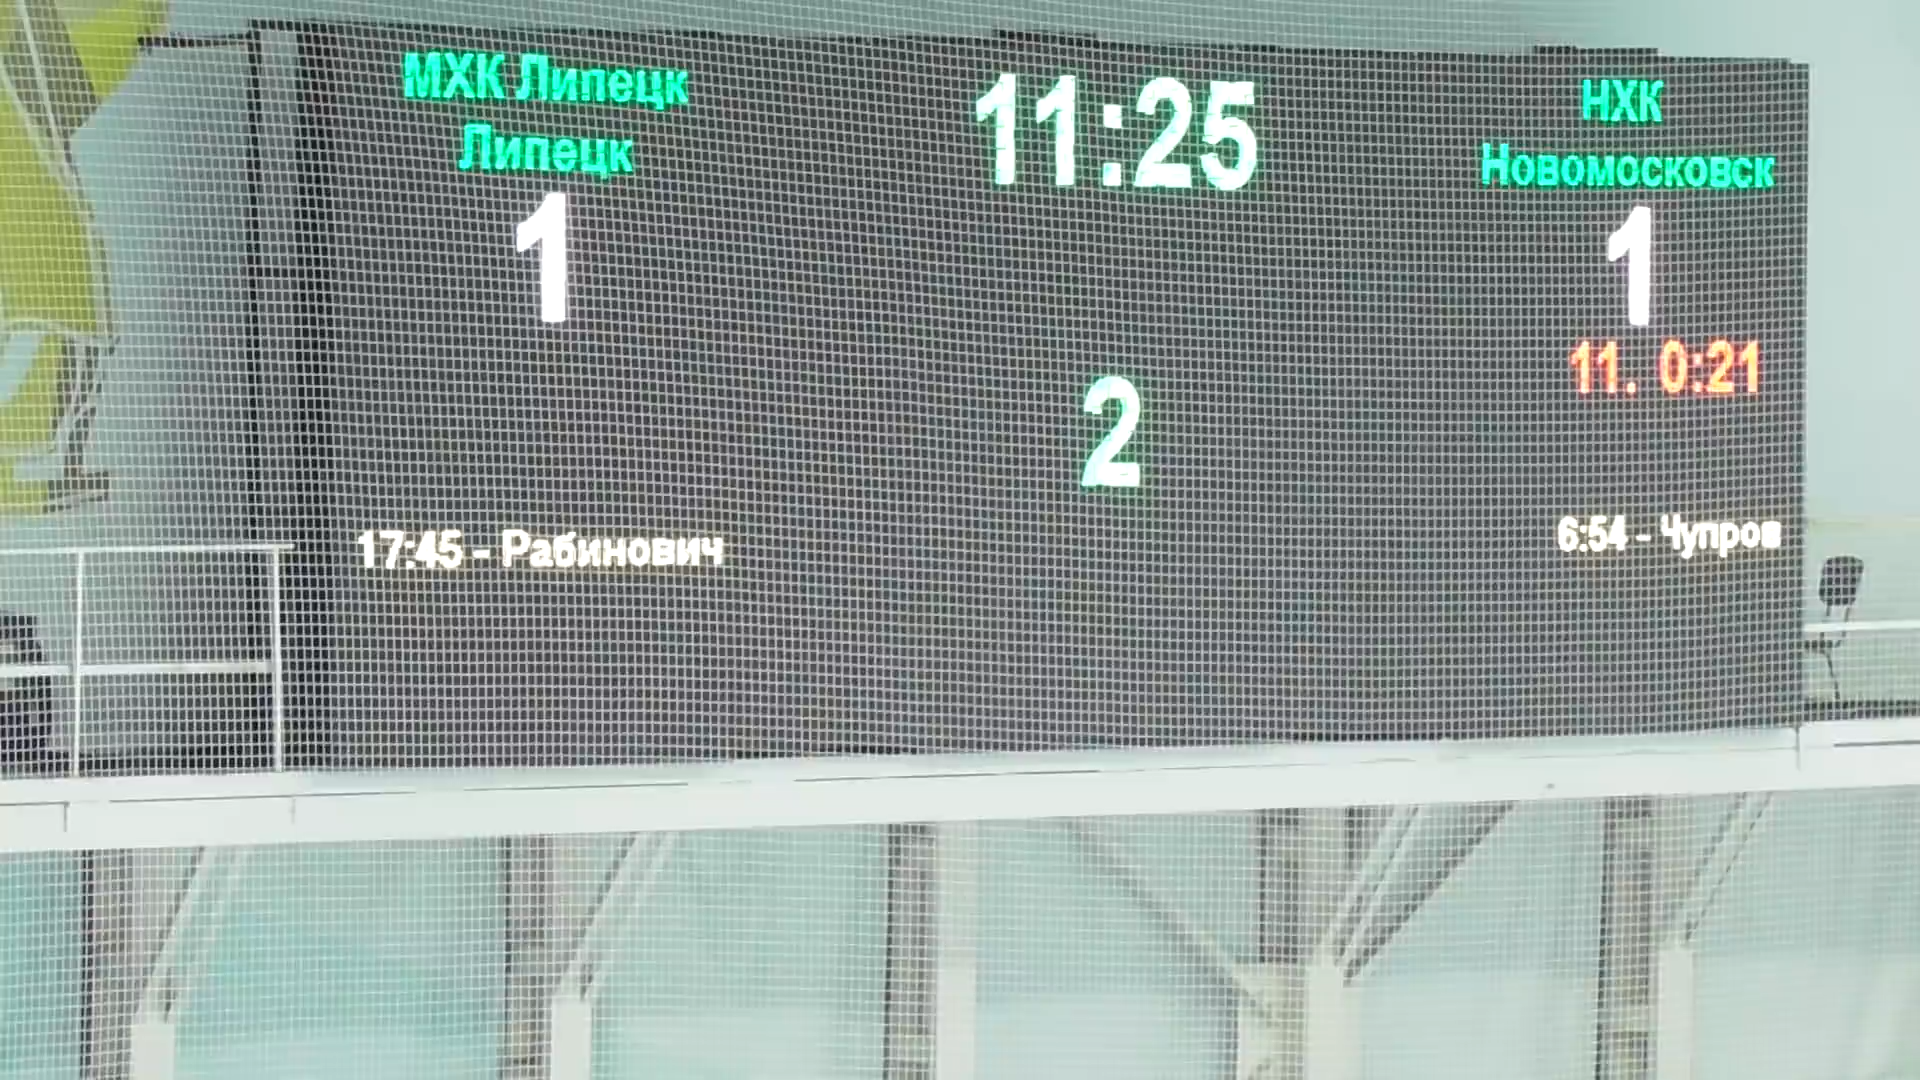 МХК Липецк
Липецк
1
11:25
2
НХК
Новомосковск
1
11. 0:21
17:45 - Рабинович
6:54 - Чупров